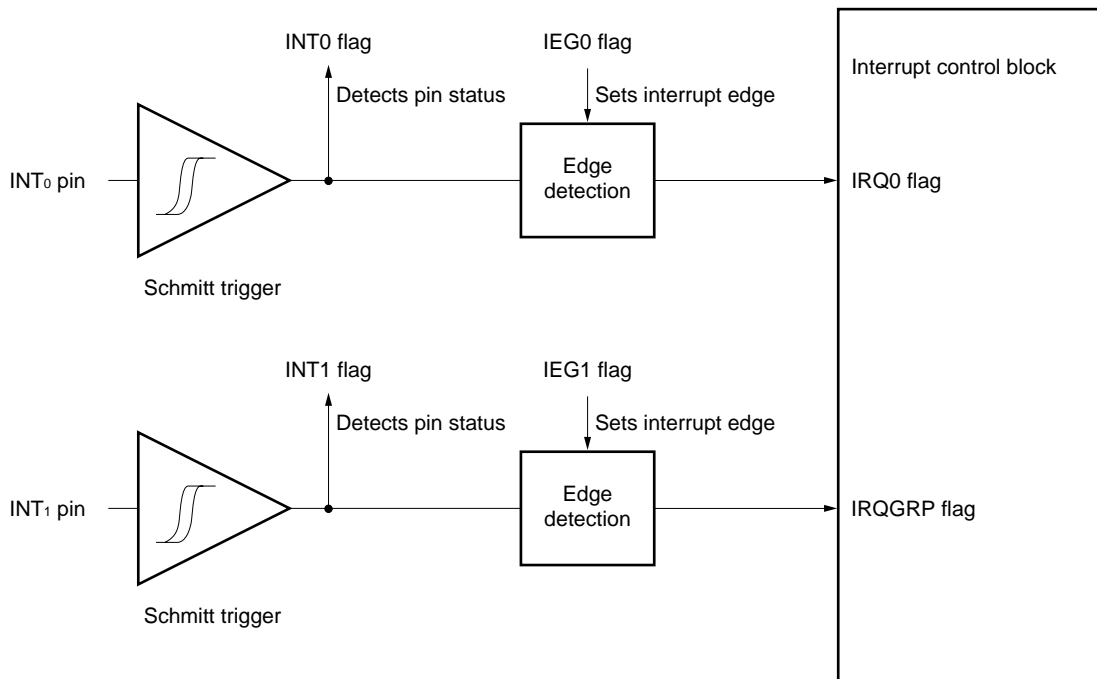 INT0 flag
IEG0 flag
Interrupt control block
Detects pin status
Sets interrupt edge
INT₀ pin
Edge
detection
IRQ0 flag
Schmitt trigger
INT1 flag
IEG1 flag
Detects pin status
Sets interrupt edge
INT₁ pin
Edge
detection
IRQGRP flag
Schmitt trigger